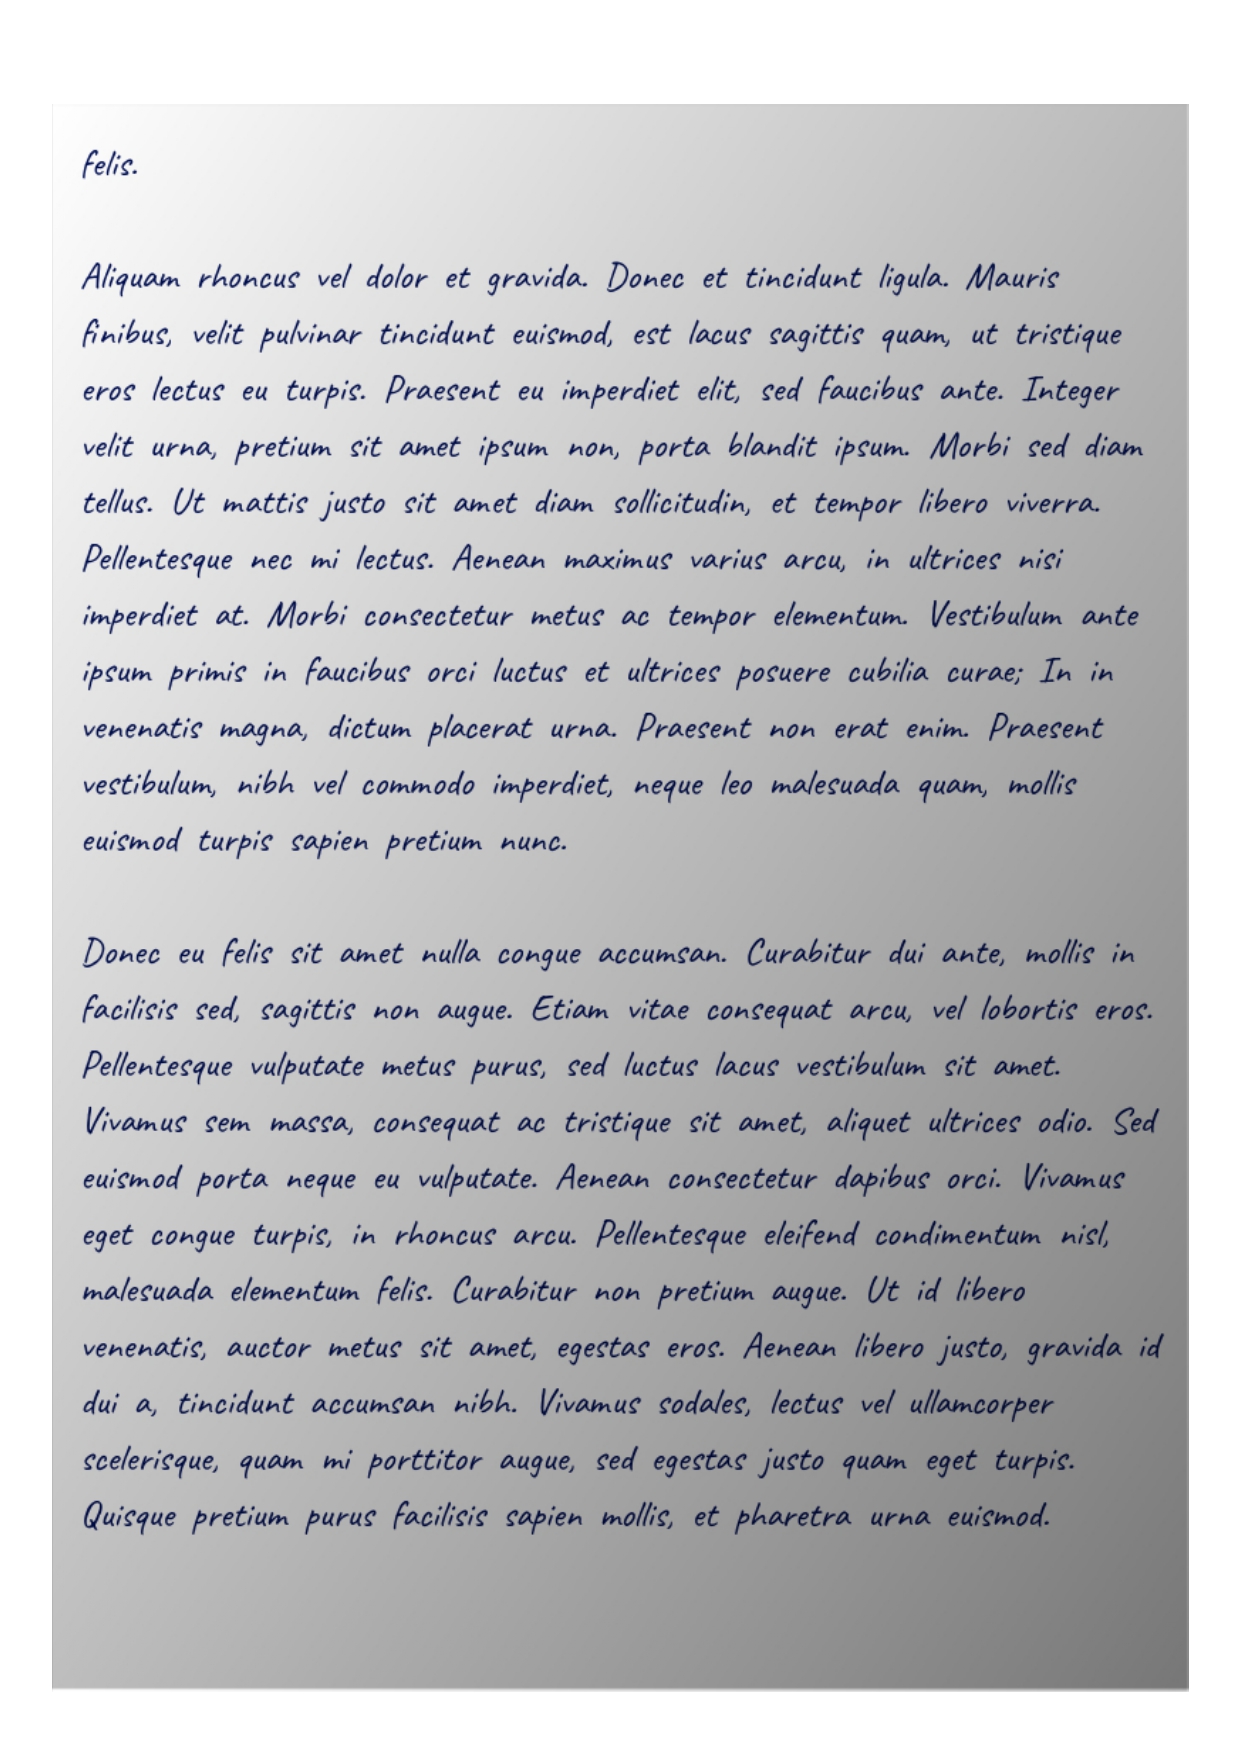 felis.
Aliquam rhoncus vel dolor et gravida. Donec et tincidunt ligula. Mauris
finibus, velit pulvinar tincidunt euismod, est lacus sagittis quam, ut tristique
eros lectus eu turpis. Praesent eu imperdiet elit, sed faucibus ante. Integer
velit urna, pretium sit amet ipsum non, porta blandit ipsum. Morbi sed diam
tellus. Ut mattis justo sit amet diam sollicitudin, et tempor libero viverra.
Pellentesque nec mi lectus. Aenean maximus varius arcu, in ultrices nisi
imperdiet at. Morbi consectetur metus ac tempor elementum. Vestibulum ante
ipsum primis in faucibus orci luctus et ultrices posuere cubilia curae; In in
venenatis magna, dictum placerat urna. Praesent non erat enim. Praesent
vestibulum, nibh vel commodo imperdiet, neque leo malesuada quam, mollis
euismod turpis sapien pretium nunc.
Donec eu felis sit amet nulla congue accumsan. Curabitur dui ante, mollis in
facilisis sed, sagittis non augue. Etiam vitae consequat arcu, vel lobortis eros.
Pellentesque vulputate metus purus, sed luctus lacus vestibulum sit amet.
Vivamus sem massa, consequat ac tristique sit amet, aliquet ultrices odio. Sed
euismod porta neque eu vulputate. Aenean consectetur dapibus orci. Vivamus
eget congue turpis, in rhoncus arcu. Pellentesque eleifend condimentum nisl,
malesuada elementum felis. Curabitur non pretium augue. Ut id libero
venenatis, auctor metus sit amet, egestas eros. Aenean libero justo, gravida id
dui a, tincidunt accumsan nibh. Vivamus sodales, lectus vel ullamcorper
scelerisque, quam mi porttitor augue, sed egestas justo quam eget turpis.
Quisque pretium purus facilisis sapien mollis, et pharetra urna euismod.